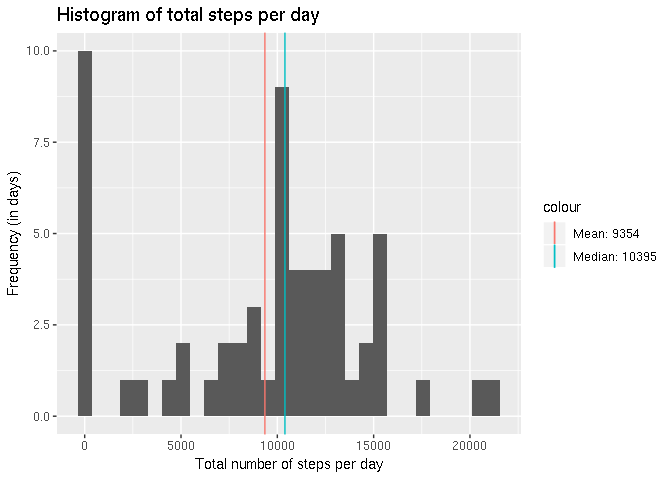 Histogram of total steps per day
10.0
7.5
5.0
2.5
0.0
Frequency (in days)
0 5000 10000 15000 20000
Total number of steps per day
colour
Mean: 9354
Median: 10395